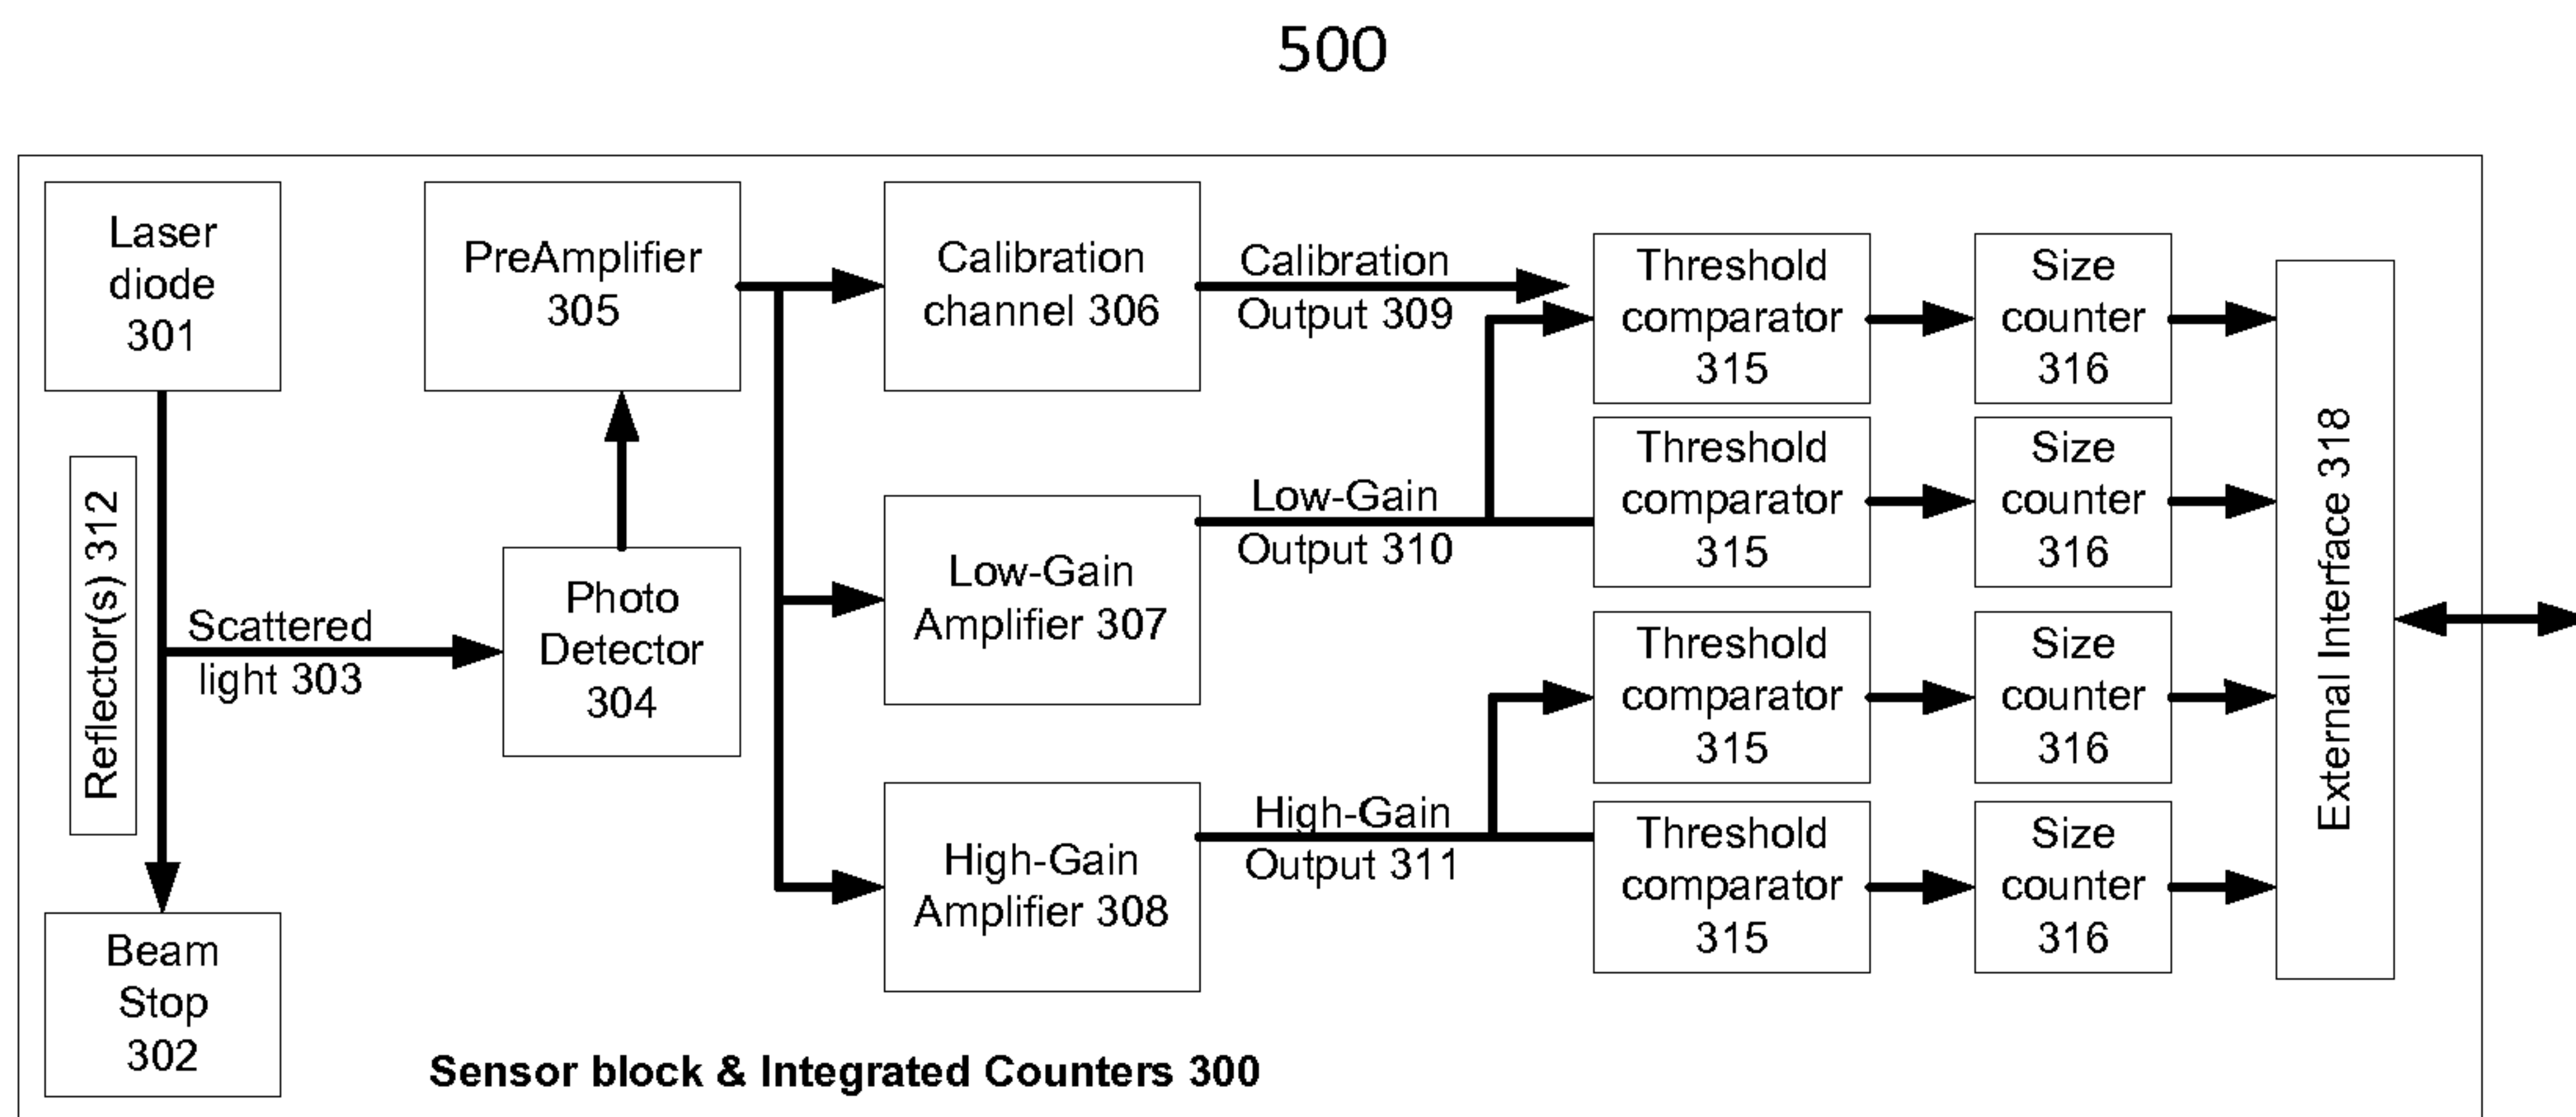 500
Laser
diode
301
Reflector(s) 312
Scattered
light 303
Beam
Stop
302
PreAmplifier
305
Photo
Detector
304
Calibration
channel 306
Low-Gain
Amplifier 307
High-Gain
Amplifier 308
Calibration
Output 309
Low-Gain
Output 310
High-Gain
Output 311
Threshold
comparator
315
Size
counter
316
Threshold
comparator
315
Size
counter
316
Threshold
comparator
315
Size
counter
316
Threshold
comparator
315
Size
counter
316
External Interface 318
Sensor block & Integrated Counters 300